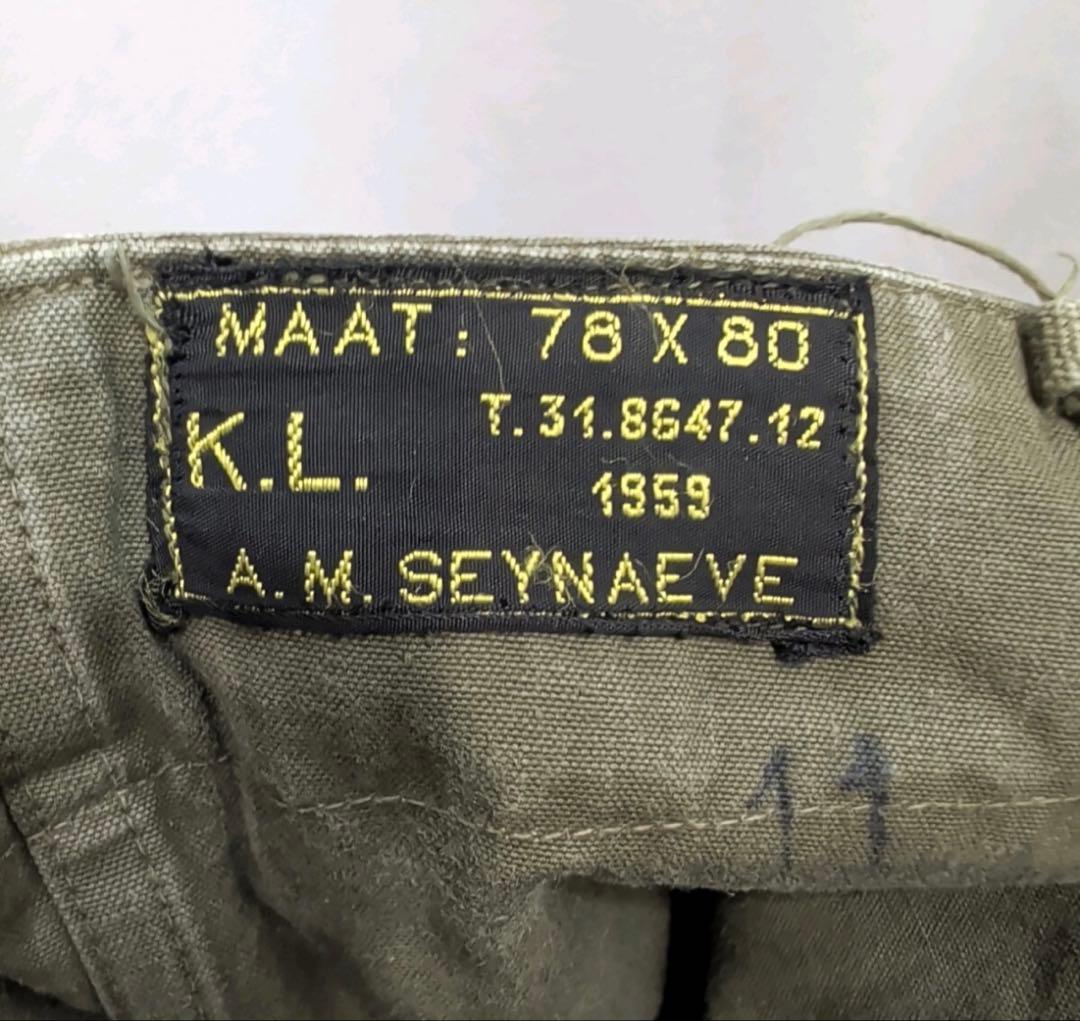 MAAT: 78 X 80
K.L. T.31.8647.12
1959
A.M. SEYNAEVE
11